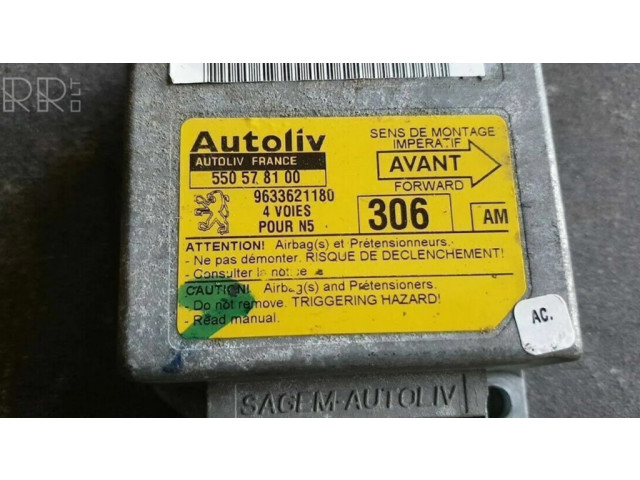 RRR.LT
Autoliv
AUTOLIV FRANCE
550 57 81 00
9633621180
4 VOIES
POUR N5
SENS DE MONTAGE
IMPERATIF
AVANT
FORWARD
306
AM
ATTENTION! Airbag(s) et Prétensionneurs.
- Ne pas démonter. RISQUE DE DECLENCHEMENT!
- Consulter la notice
CAUTION! Airbag(s) and Pretensioners.
- Do not remove. TRIGGERING HAZARD!
- Read manual.
AC.
SAGEM-AUTOLIV